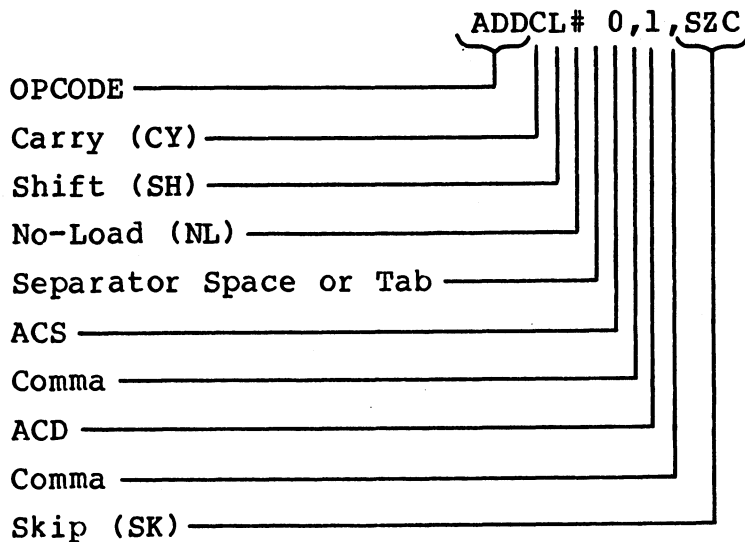 ADDCL# 0,1,SZC
OPCODE
Carry (CY)
Shift (SH)
No-Load (NL)
Separator Space or Tab
ACS
Comma
ACD
Comma
Skip (SK)